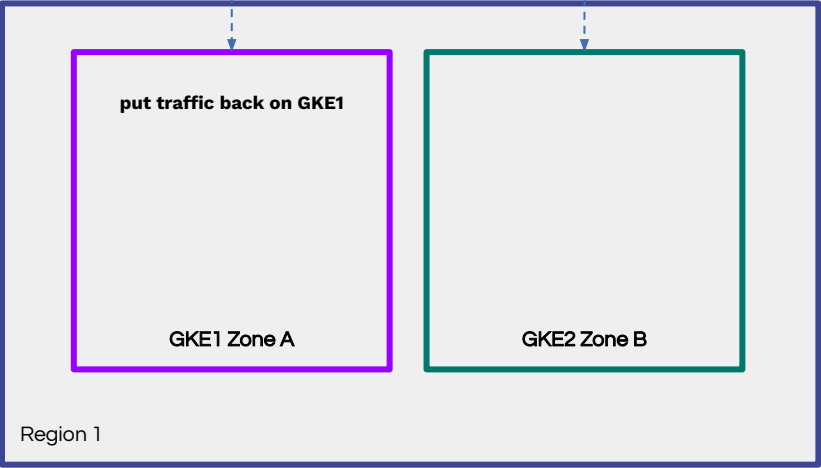 put traffic back on GKE1
GKE1 Zone A
GKE2 Zone B
Region 1